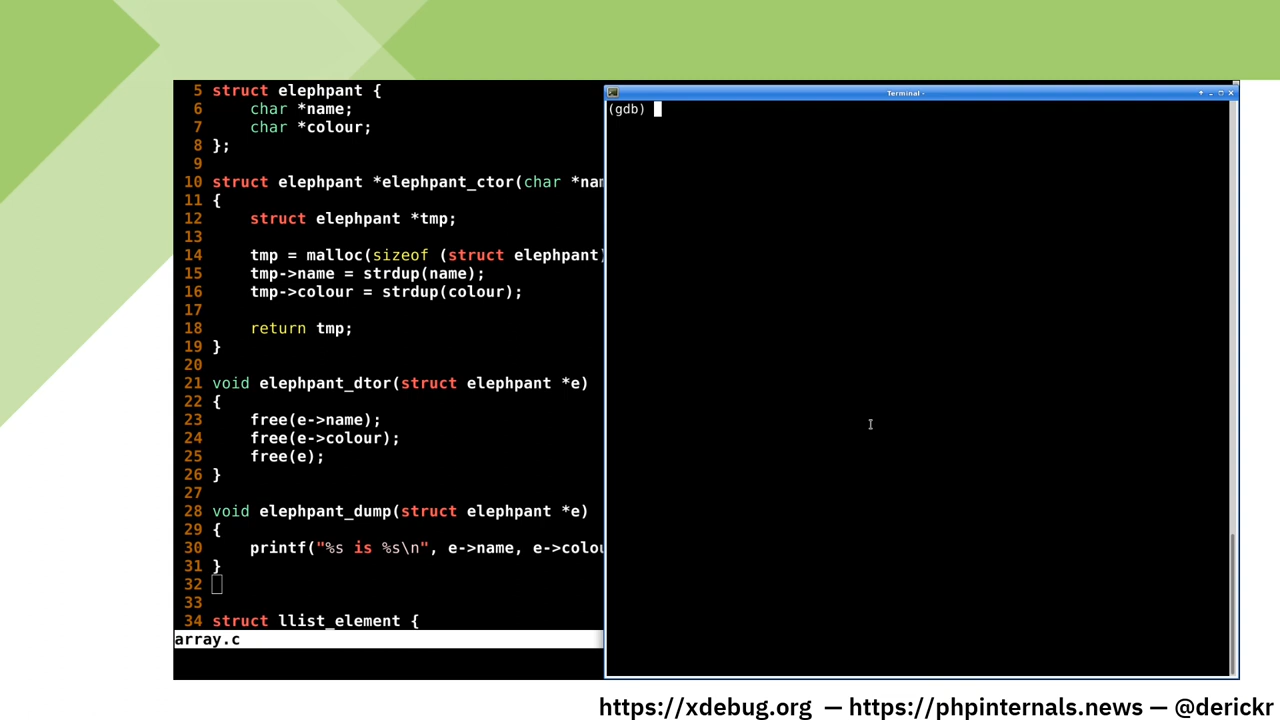 5 struct elephpant {
6     char *name;
7     char *colour;
8 };
9
10 struct elephpant *elephpant_ctor(char *nam
11 {
12     struct elephpant *tmp;
13
14     tmp = malloc(sizeof (struct elephpant)
15     tmp->name = strdup(name);
16     tmp->colour = strdup(colour);
17
18     return tmp;
19 }
20
21 void elephpant_dtor(struct elephpant *e)
22 {
23     free(e->name);
24     free(e->colour);
25     free(e);
26 }
27
28 void elephpant_dump(struct elephpant *e)
29 {
30     printf("%s is %s\n", e->name, e->colou
31 }
32
33
34 struct llist_element {
array.c
Terminal -
(gdb)
https://xdebug.org — https://phpinternals.news — @derickr